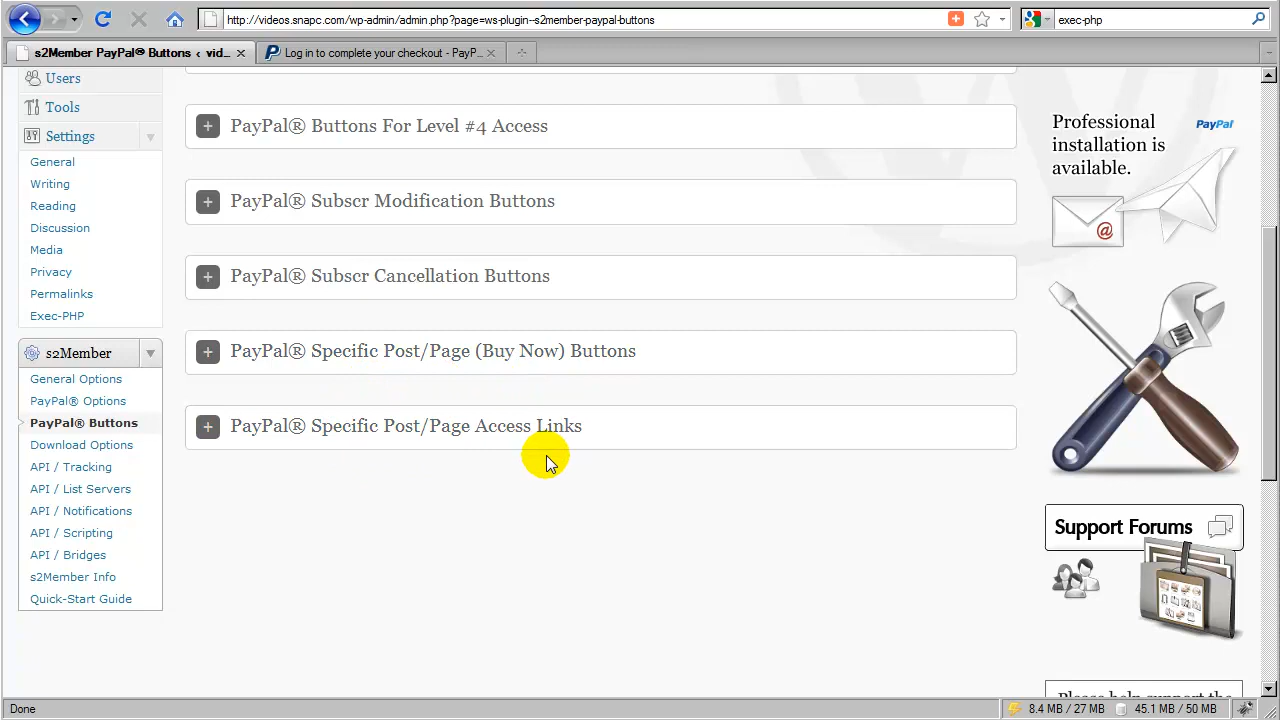 http://videos.snapc.com/wp-admin/admin.php?page=ws-plugin--s2member-paypal-buttons
exec-php
s2Member PayPal® Buttons ‹ vid...
Log in to complete your checkout - PayP...
Users
Tools
Settings
General
Writing
Reading
Discussion
Media
Privacy
Permalinks
Exec-PHP
s2Member
General Options
PayPal® Options
PayPal® Buttons
Download Options
API / Tracking
API / List Servers
API / Notifications
API / Scripting
API / Bridges
s2Member Info
Quick-Start Guide
PayPal® Buttons For Level #4 Access
PayPal® Subscr Modification Buttons
PayPal® Subscr Cancellation Buttons
PayPal® Specific Post/Page (Buy Now) Buttons
PayPal® Specific Post/Page Access Links
Professional
installation is
available.
PayPal
@
Support Forums
Please help support the
Done
8.4 MB / 27 MB
45.1 MB / 50 MB